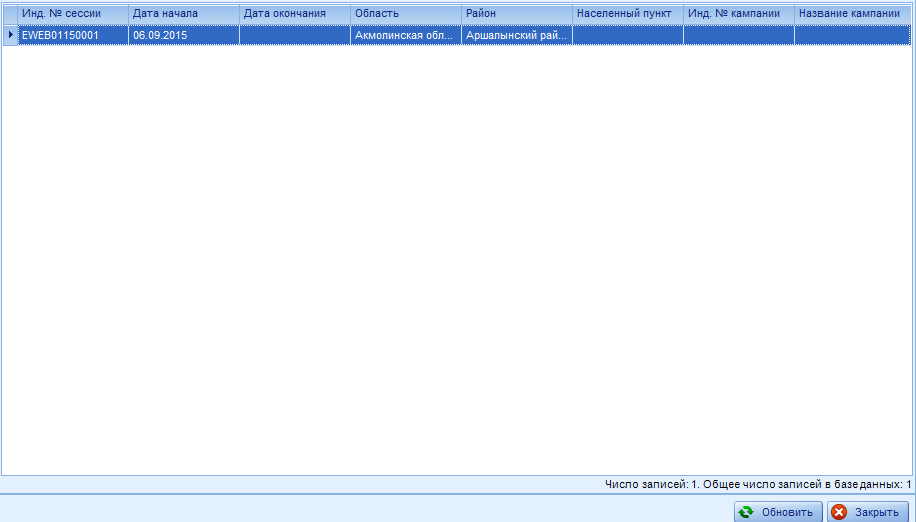 Инд. № сессии Дата начала Дата окончания Область Район Населенный пункт Инд. № кампании Название кампании
EWEB01150001 06.09.2015 Акмолинская обл... Аршалынский рай...
Число записей: 1. Общее число записей в базе данных: 1
Обновить Закрыть